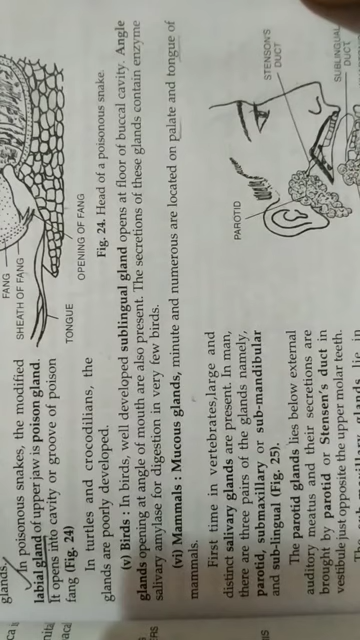 glands.
In poisonous snakes, the modified
labial gland of upper jaw is poison gland.
It opens into cavity or groove of poison
fang (Fig. 24)
In turtles and crocodilians, the
glands are poorly developed.
FANG
SHEATH OF FANG
TONGUE
OPENING OF FANG
Fig. 24. Head of a poisonous snake.
(v) Birds : In birds, well developed sublingual gland opens at floor of buccal cavity. Angle
glands opening at angle of mouth are also present. The secretions of these glands contain enzyme
salivary amylase for digestion in very few birds.
(vi) Mammals : Mucous glands, minute and numerous are located on palate and tongue of
mammals.
First time in vertebrates, large and
distinct salivary glands are present. In man,
there are three pairs of the glands namely,
parotid, submaxillary or sub-mandibular
and sub-lingual (Fig. 25).
The parotid glands lies below external
auditory meatus and their secretions are
brought by parotid or Stensen's duct in
vestibule just opposite the upper molar teeth.
glands lie in
PAROTID
STENSON'S
DUCT
SUBLINGUAL
DUCT